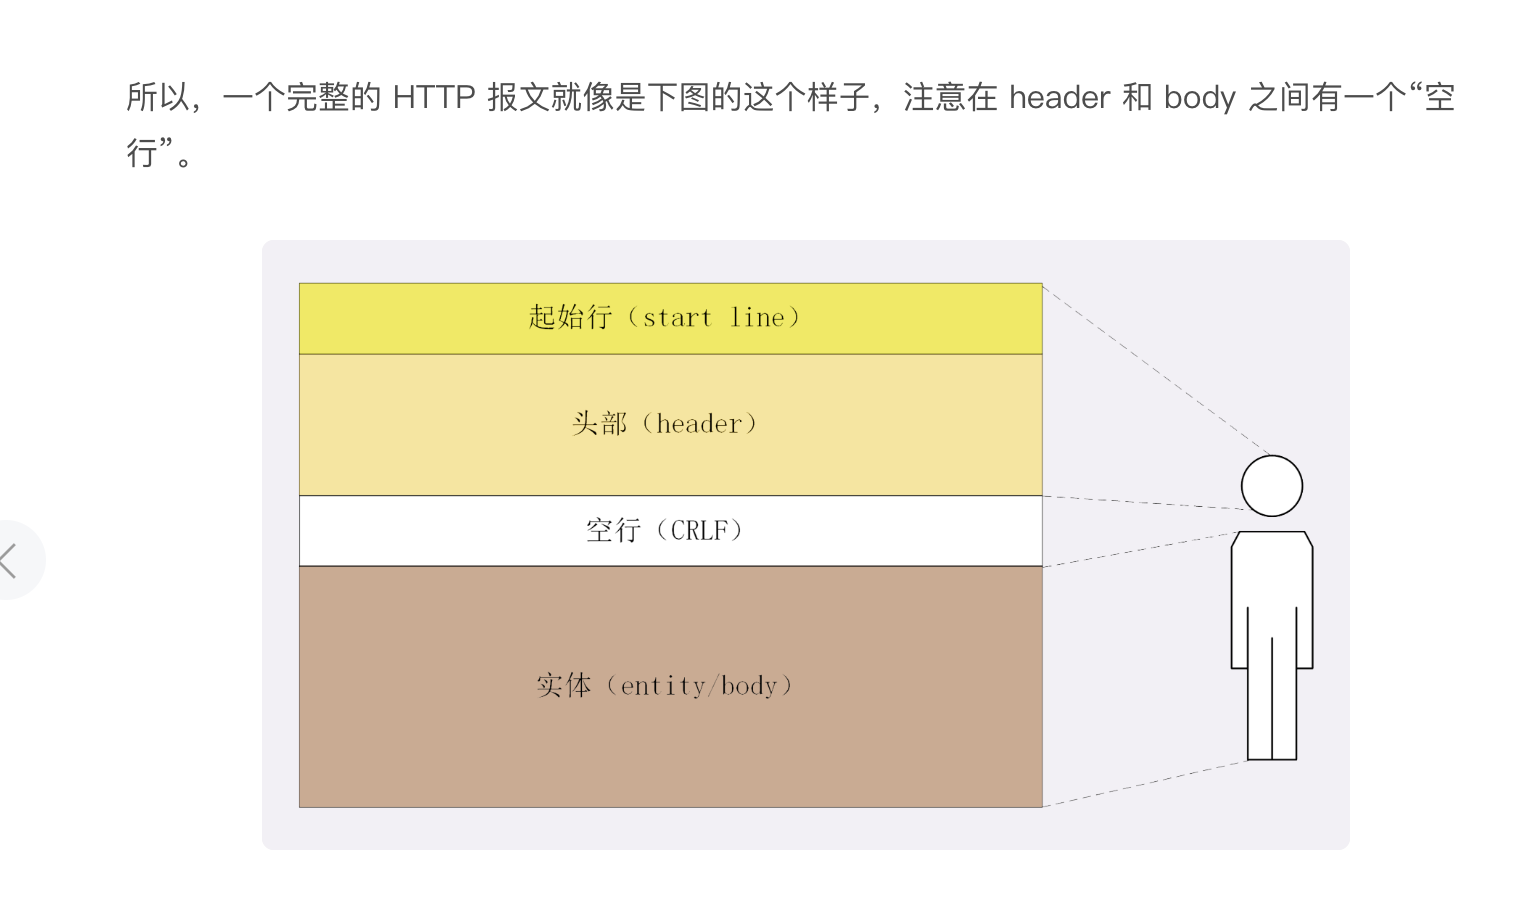 所以，一个完整的 HTTP 报文就像是下图的这个样子，注意在 header 和 body 之间有一个“空
行”。
起始行（start line）
头部（header）
空行（CRLF）
实体（entity/body）